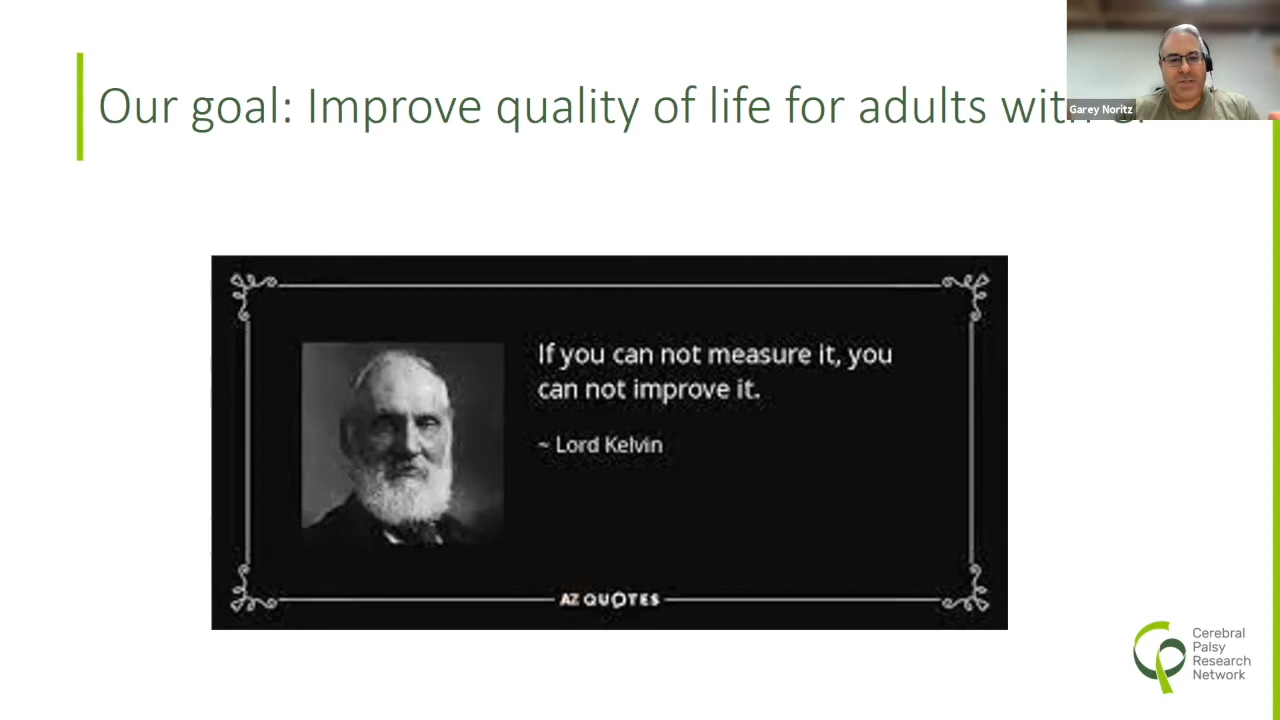 Our goal: Improve quality of life for adults with
Garey Noritz
If you can not measure it, you
can not improve it.
~ Lord Kelvin
AZ QUOTES
Cerebral
Palsy
Research
Network